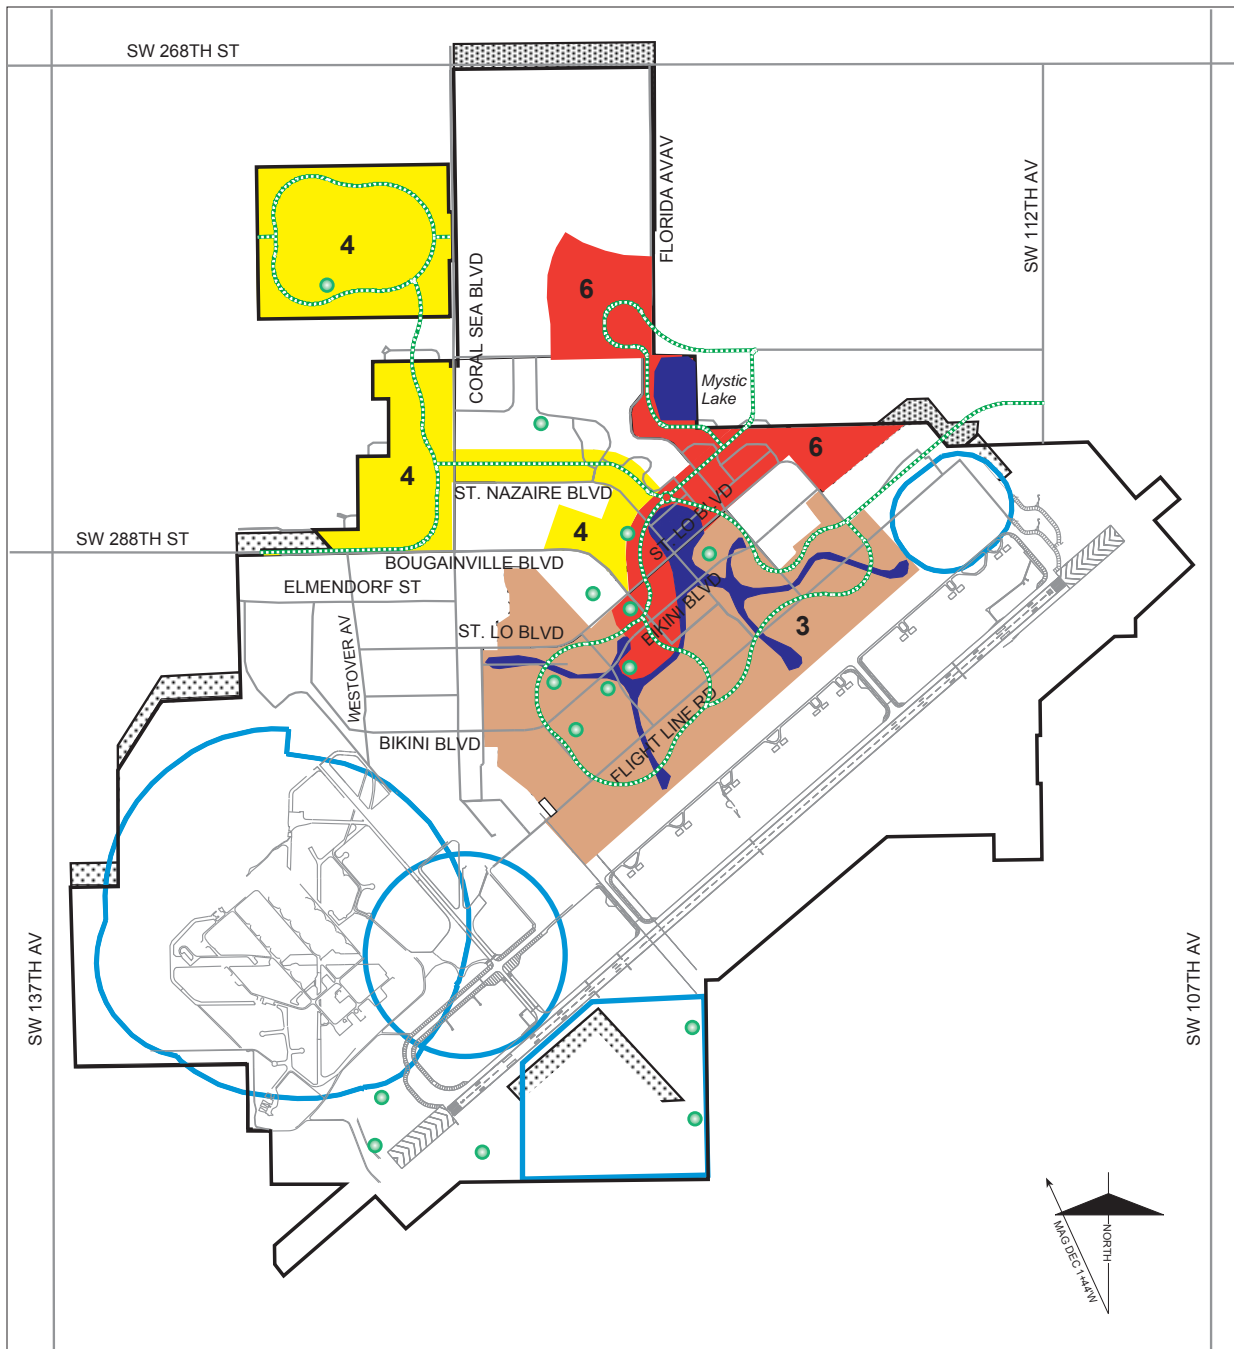 SW 268TH ST
FLORIDA AVAV
SW 112TH AV
4
CORAL SEA BLVD
6
Mystic
Lake
6
4
ST. NAZAIRE BLVD
ST. LO BLVD
4
SW 288TH ST
BOUGAINVILLE BLVD
ELMENDORF ST
BIKINI BLVD
ST. LO BLVD
3
WESTOVER AV
FLIGHT LINE RD
BIKINI BLVD
SW 137TH AV
SW 107TH AV
MAG DEC 1+44'W
NORTH